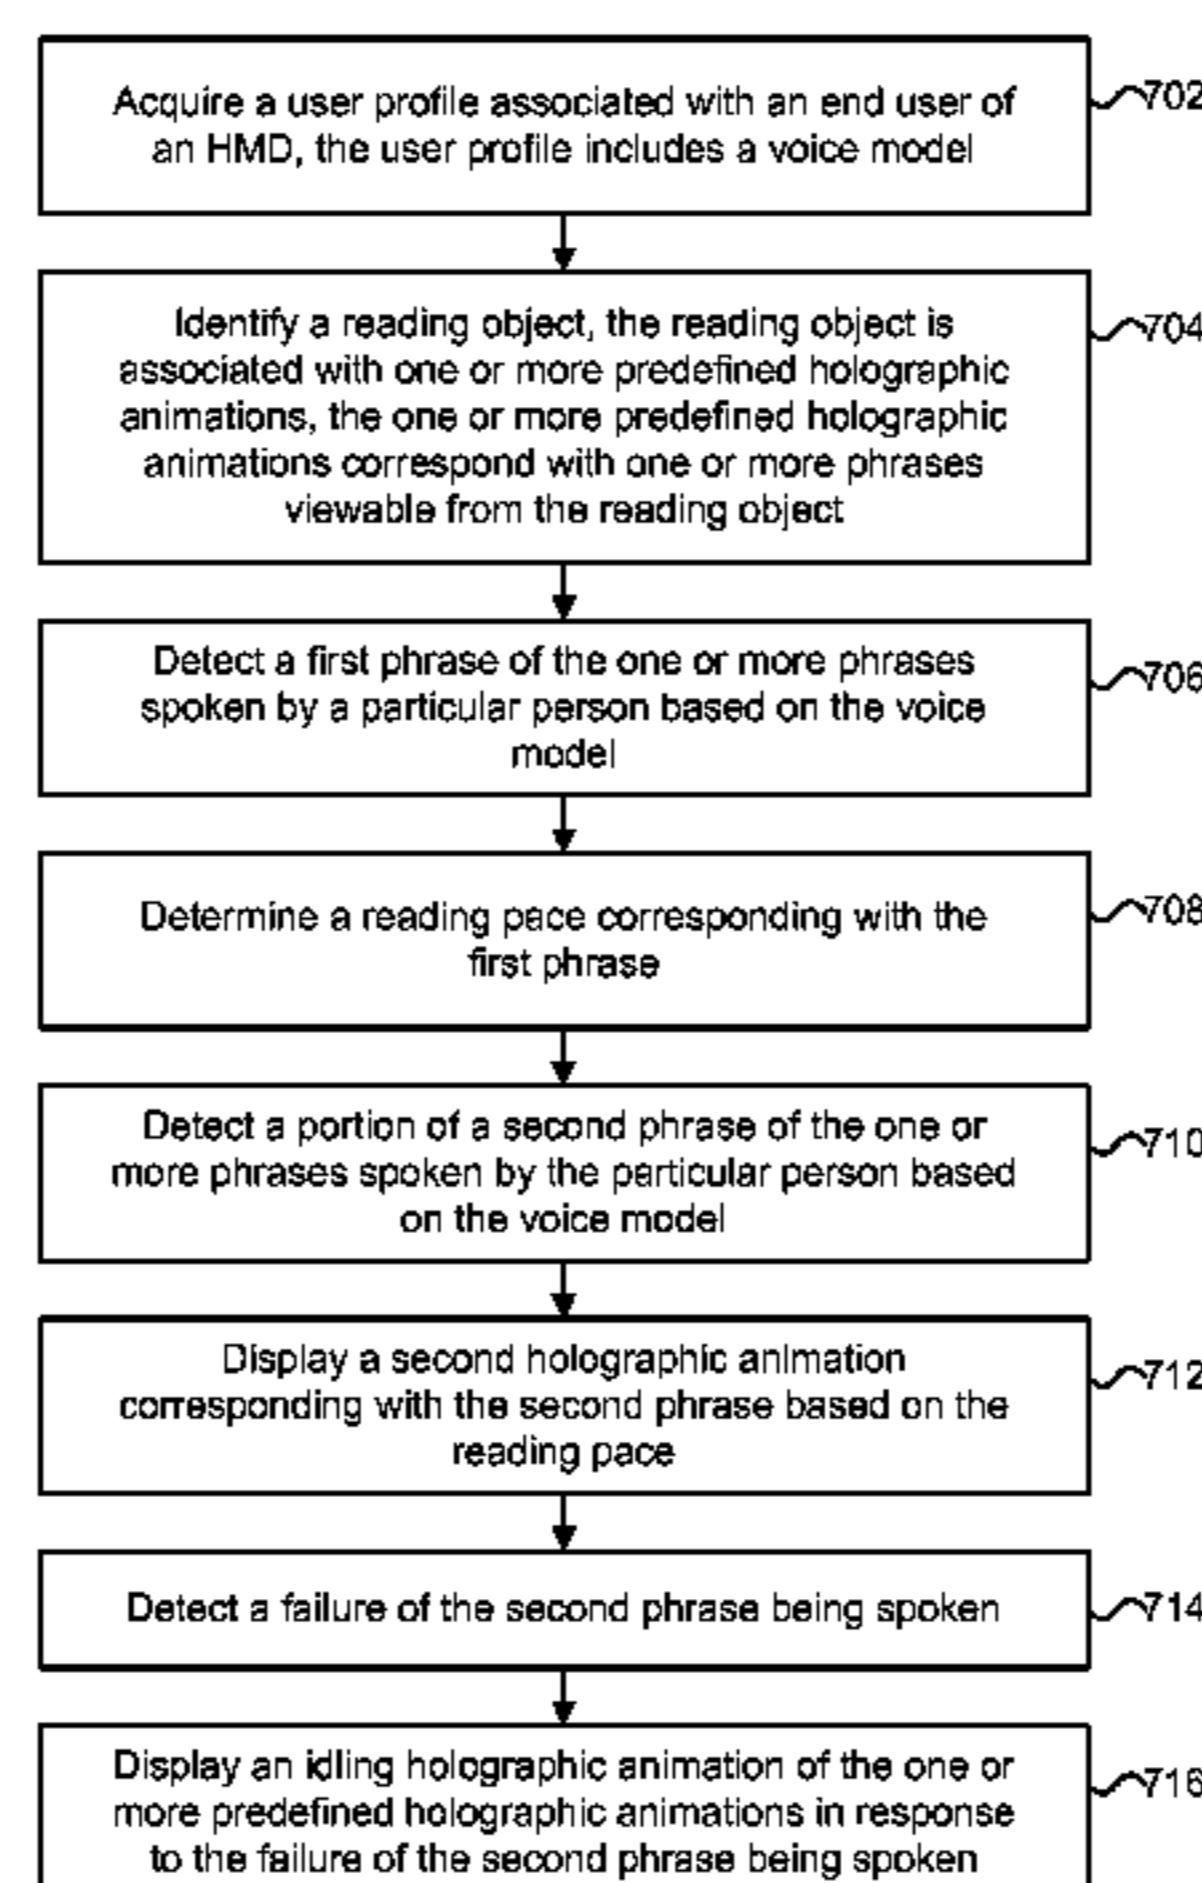 Acquire a user profile associated with an end user of
an HMD, the user profile includes a voice model
702
Identify a reading object, the reading object is
associated with one or more predefined holographic
animations, the one or more predefined holographic
animations correspond with one or more phrases
viewable from the reading object
704
Detect a first phrase of the one or more phrases
spoken by a particular person based on the voice
model
706
Determine a reading pace corresponding with the
first phrase
708
Detect a portion of a second phrase of the one or
more phrases spoken by the particular person based
on the voice model
710
Display a second holographic animation
corresponding with the second phrase based on the
reading pace
712
Detect a failure of the second phrase being spoken
714
Display an idling holographic animation of the one or
more predefined holographic animations in response
to the failure of the second phrase being spoken
716